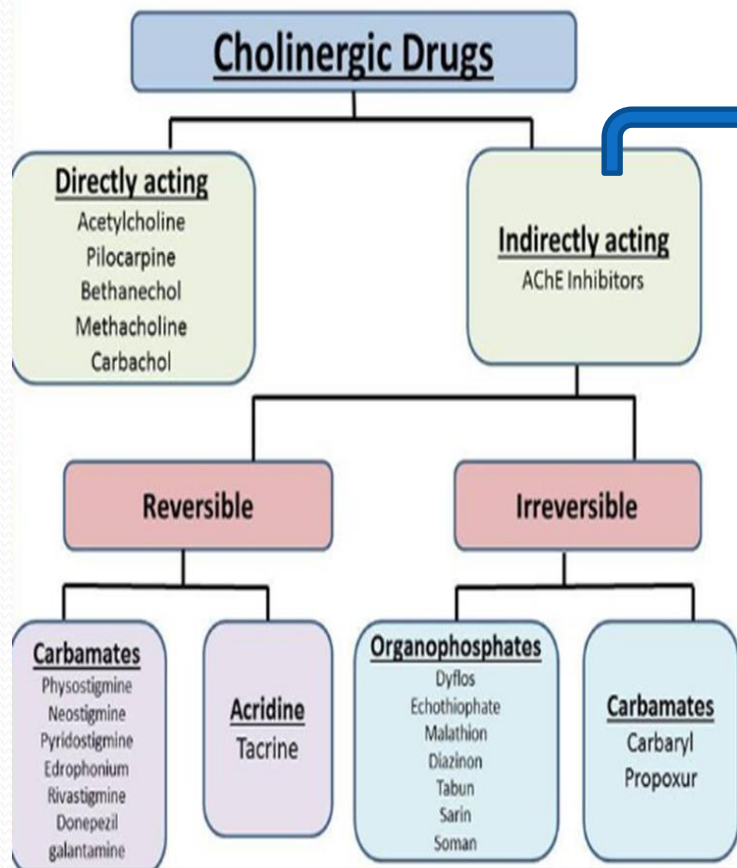 Cholinergic Drugs
Directly acting
Acetylcholine
Pilocarpine
Bethanechol
Methacholine
Carbachol
Indirectly acting
AChE Inhibitors
Reversible
Irreversible
Carbamates
Physostigmine
Neostigmine
Pyridostigmine
Edrophonium
Rivastigmine
Donepezil
galantamine
Acridine
Tacrine
Organophosphates
Dyflos
Echothiophate
Malathion
Diazinon
Tabun
Sarin
Soman
Carbamates
Carbaryl
Propoxur